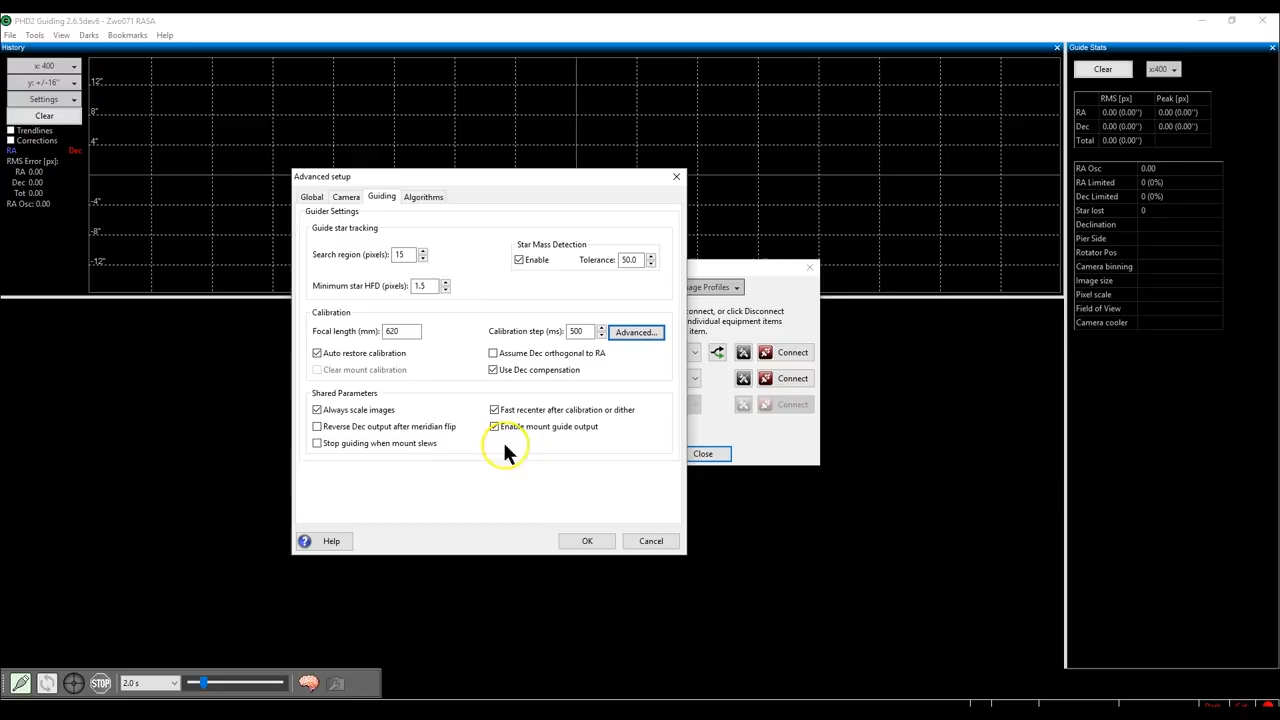 PHD2 Guiding 2.6.5dev6 - Zwo071 RASA
File Tools View Darks Bookmarks Help
History
Guide Stats
x: 400
y: +/-16"
Settings
Clear
Trendlines
Corrections
RA Dec
RMS Error [px]:
RA 0.00
Dec 0.00
Tot 0.00
RA Osc: 0.00
12"
8"
4"
-4"
-8"
-12"
Clear x:400
RMS [px] Peak [px]
RA 0.00 (0.00'') 0.00 (0.00'')
Dec 0.00 (0.00'') 0.00 (0.00'')
Total 0.00 (0.00'')
RA Osc 0.00
RA Limited 0 (0%)
Dec Limited 0 (0%)
Star lost 0
Declination
Pier Side
Rotator Pos
Camera binning
Image size
Pixel scale
Field of View
Camera cooler
Advanced setup
Global Camera Guiding Algorithms
Guider Settings
Guide star tracking
Search region (pixels): 15
Star Mass Detection
Enable Tolerance: 50.0
Minimum star HFD (pixels): 1.5
Calibration
Focal length (mm): 620
Calibration step (ms): 500 Advanced...
Auto restore calibration
Assume Dec orthogonal to RA
Clear mount calibration
Use Dec compensation
Shared Parameters
Always scale images
Fast recenter after calibration or dither
Reverse Dec output after meridian flip
Enable mount guide output
Stop guiding when mount slews
Help OK Cancel
age Profiles
onnect, or click Disconnect
ndividual equipment items
item.
Connect
Connect
Connect
Close
STOP
2.0 s
Dark Cal